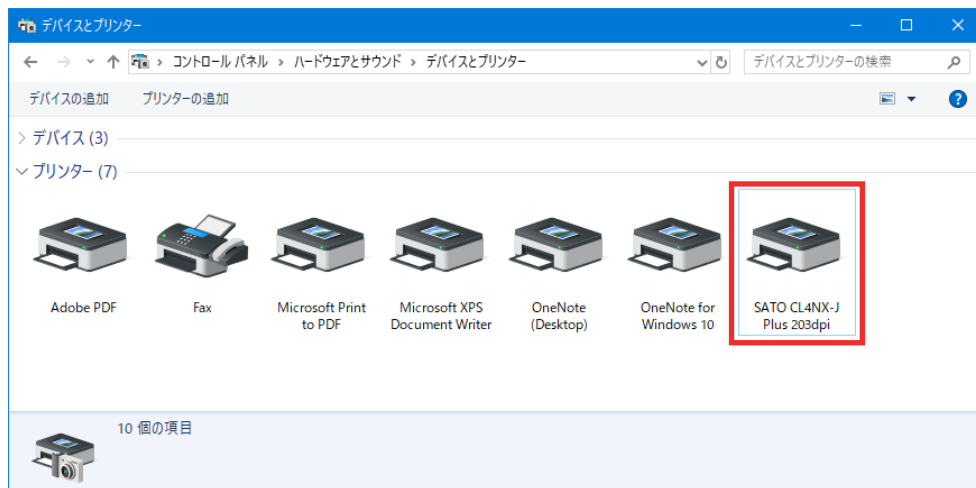 デバイスとプリンター
コントロール パネル › ハードウェアとサウンド › デバイスとプリンター
デバイスとプリンターの検索
デバイスの追加 プリンターの追加
デバイス (3)
プリンター (7)
Adobe PDF
Fax
Microsoft Print
to PDF
Microsoft XPS
Document Writer
OneNote
(Desktop)
OneNote for
Windows 10
SATO CL4NX-J
Plus 203dpi
10 個の項目